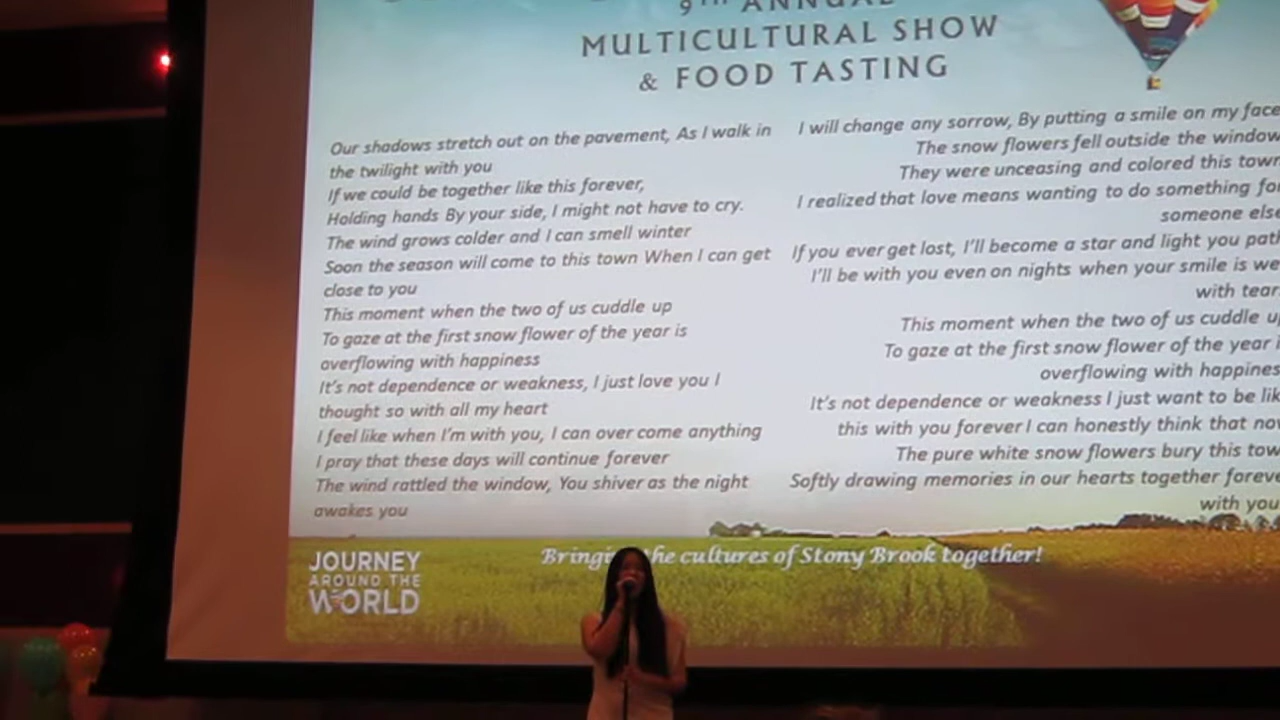 9TH ANNUAL
MULTICULTURAL SHOW
& FOOD TASTING
Our shadows stretch out on the pavement, As I walk in
the twilight with you
If we could be together like this forever,
Holding hands By your side, I might not have to cry.
The wind grows colder and I can smell winter
Soon the season will come to this town When I can get
close to you
This moment when the two of us cuddle up
To gaze at the first snow flower of the year is
overflowing with happiness
It's not dependence or weakness, I just love you I
thought so with all my heart
I feel like when I'm with you, I can over come anything
I pray that these days will continue forever
The wind rattled the window, You shiver as the night
awakes you
I will change any sorrow, By putting a smile on my face
The snow flowers fell outside the window
They were unceasing and colored this town
I realized that love means wanting to do something for
someone else
If you ever get lost, I'll become a star and light you path
I'll be with you even on nights when your smile is we
with tear
This moment when the two of us cuddle up
To gaze at the first snow flower of the year i
overflowing with happines
It's not dependence or weakness I just want to be lik
this with you forever I can honestly think that now
The pure white snow flowers bury this tow
Softly drawing memories in our hearts together foreve
with you
JOURNEY
AROUND THE
WORLD
Bringi the cultures of Stony Brook together!